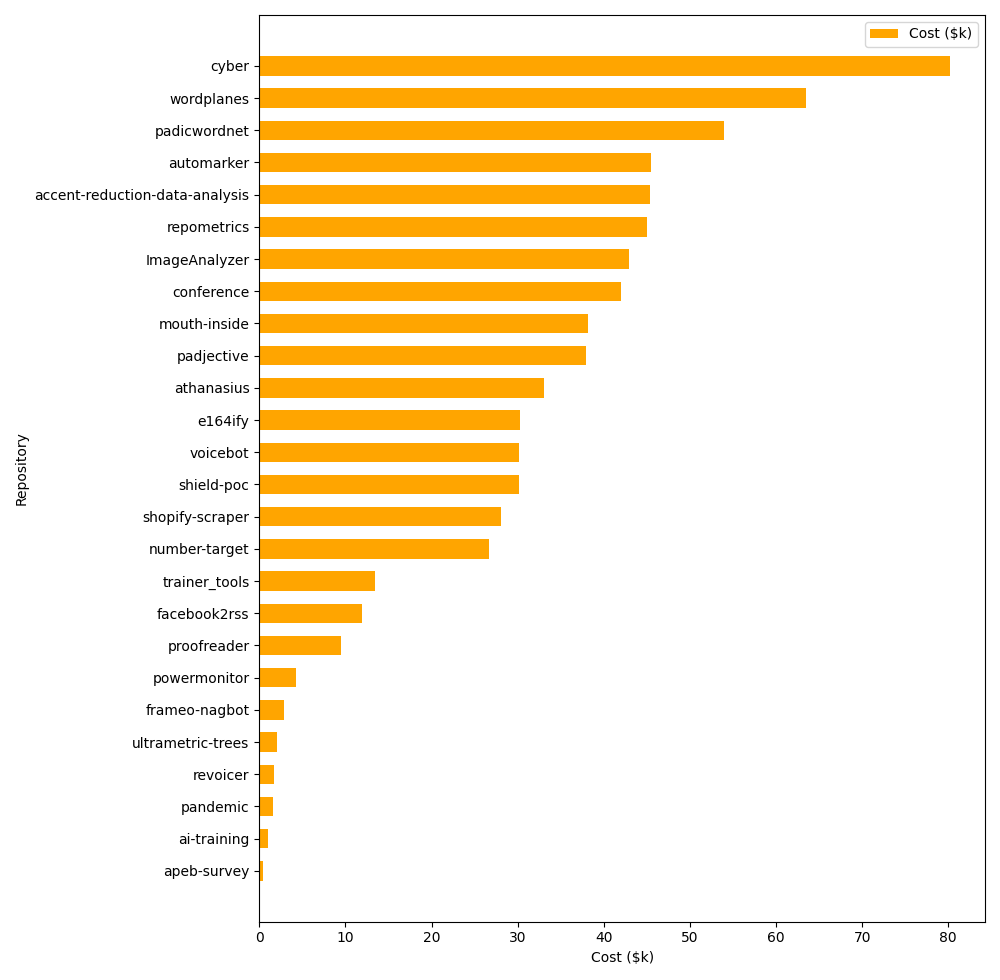 Cost ($k)
cyber
wordplanes
padicwordnet
automarker
accent-reduction-data-analysis
repometrics
ImageAnalyzer
conference
mouth-inside
padjective
athanasius
e164ify
voicebot
shield-poc
shopify-scraper
number-target
trainer_tools
facebook2rss
proofreader
powermonitor
frameo-nagbot
ultrametric-trees
revoicer
pandemic
ai-training
apeb-survey
Repository
0 10 20 30 40 50 60 70 80
Cost ($k)